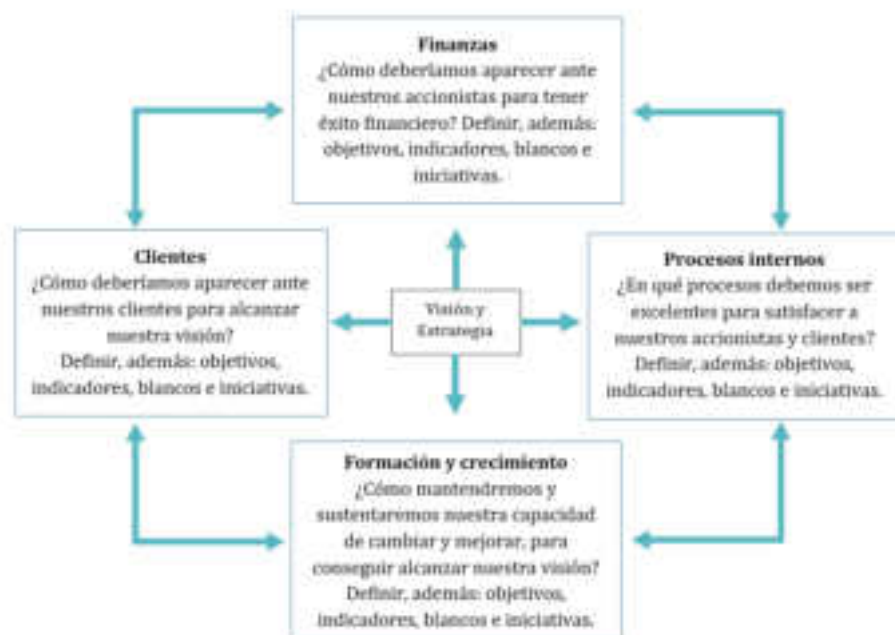 Finanzas
¿Cómo deberíamos aparecer ante
nuestros accionistas para tener
éxito financiero? Definir, además:
objetivos, indicadores, blancos e
iniciativas.
Clientes
¿Cómo deberíamos aparecer ante
nuestros clientes para alcanzar
nuestra visión?
Definir, además: objetivos,
indicadores, blancos e iniciativas.
Visión y
Estrategia
Procesos internos
¿En qué procesos debemos ser
excelentes para satisfacer a
nuestros accionistas y clientes?
Definir, además: objetivos,
indicadores, blancos e iniciativas.
Formación y crecimiento
¿Cómo mantendremos y
sustentaremos nuestra capacidad
de cambiar y mejorar, para
conseguir alcanzar nuestra visión?
Definir, además: objetivos,
indicadores, blancos e iniciativas.